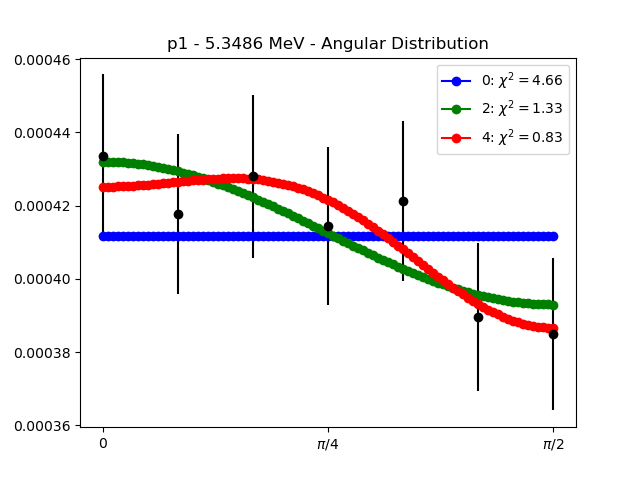 p1 - 5.3486 MeV - Angular Distribution
0.00046
0.00044
0.00042
0.00040
0.00038
0.00036
0: χ² = 4.66
2: χ² = 1.33
4: χ² = 0.83
0
π/4
π/2